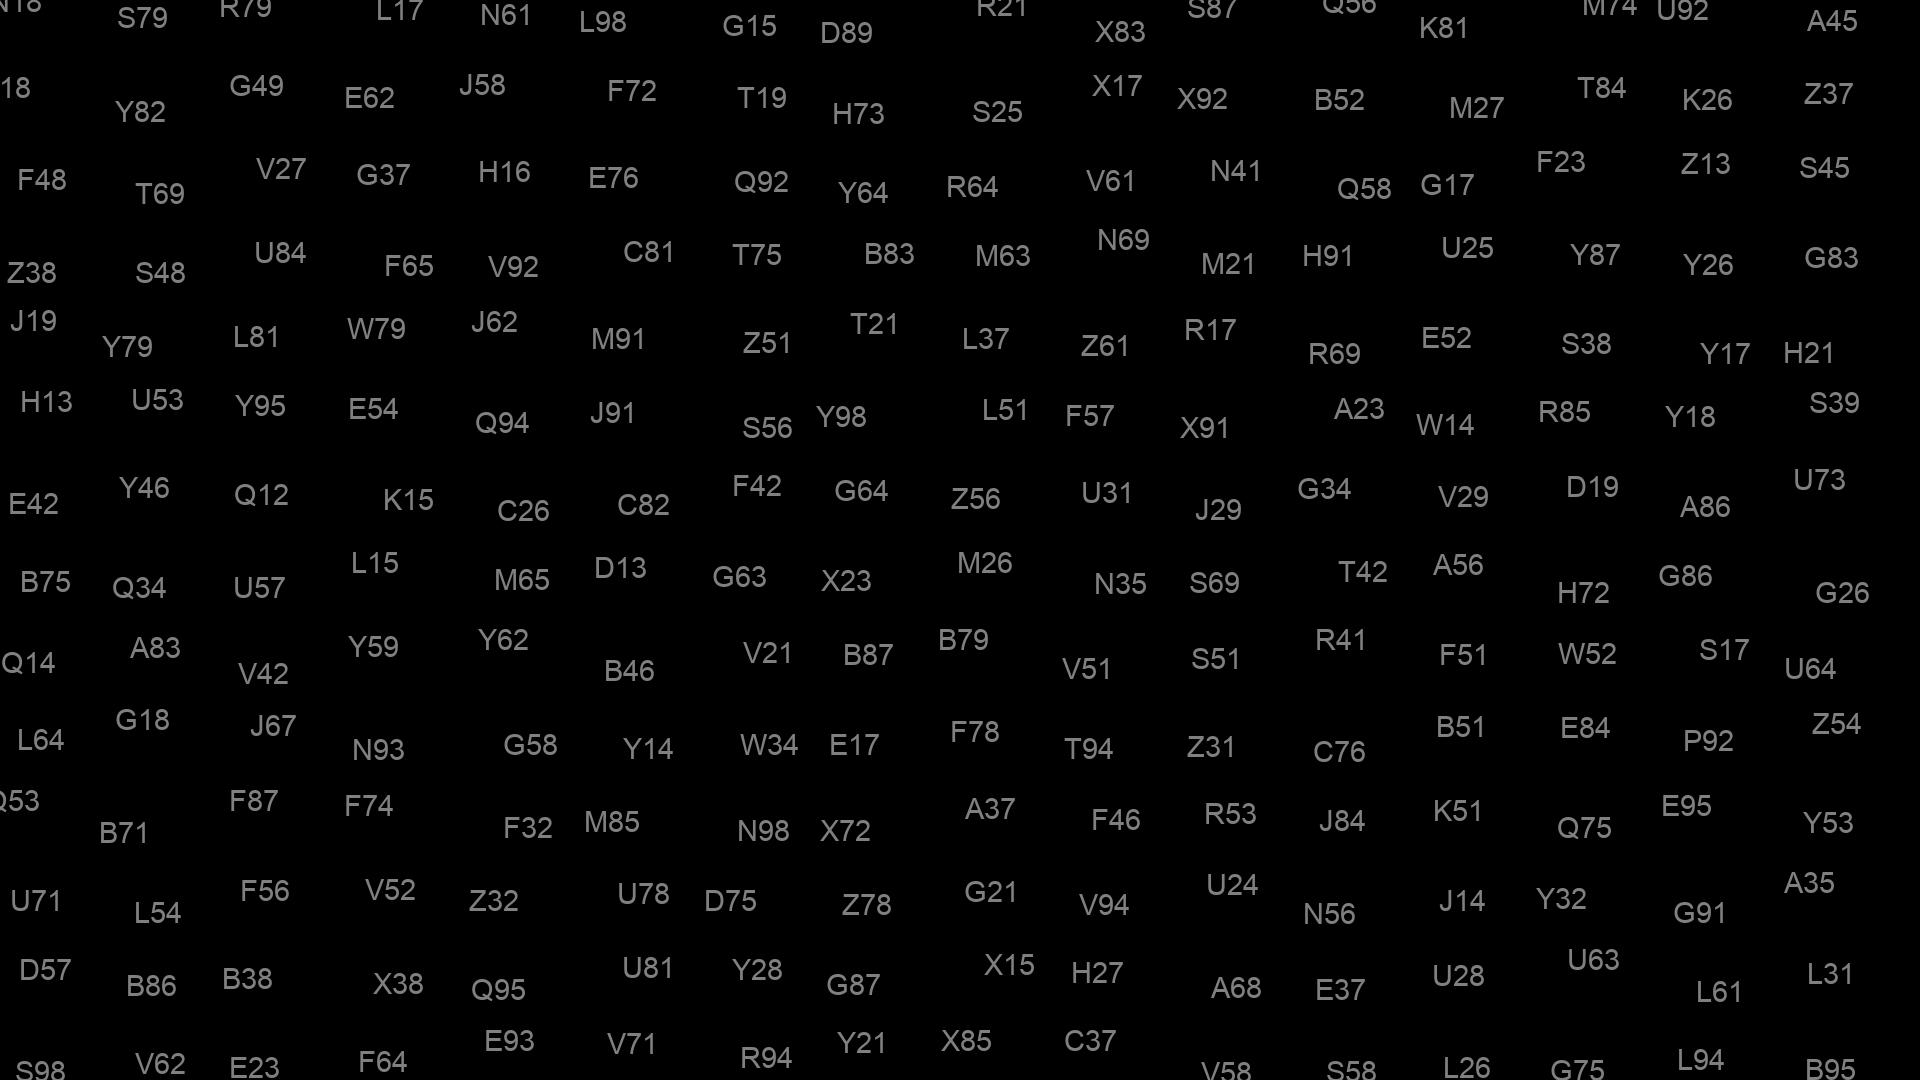 N18 S79 R79 L17 N61 L98 G15 D89 R21 X83 S87 Q56 K81 M74 U92 A45
18 Y82 G49 E62 J58 F72 T19 H73 S25 X17 X92 B52 M27 T84 K26 Z37
F48 T69 V27 G37 H16 E76 Q92 Y64 R64 V61 N41 Q58 G17 F23 Z13 S45
Z38 S48 U84 F65 V92 C81 T75 B83 M63 N69 M21 H91 U25 Y87 Y26 G83
J19 Y79 L81 W79 J62 M91 Z51 T21 L37 Z61 R17 R69 E52 S38 Y17 H21
H13 U53 Y95 E54 Q94 J91 S56 Y98 L51 F57 X91 A23 W14 R85 Y18 S39
E42 Y46 Q12 K15 C26 C82 F42 G64 Z56 U31 J29 G34 V29 D19 A86 U73
B75 Q34 U57 L15 M65 D13 G63 X23 M26 N35 S69 T42 A56 H72 G86 G26
Q14 A83 V42 Y59 Y62 B46 V21 B87 B79 V51 S51 R41 F51 W52 S17 U64
L64 G18 J67 N93 G58 Y14 W34 E17 F78 T94 Z31 C76 B51 E84 P92 Z54
Q53 B71 F87 F74 F32 M85 N98 X72 A37 F46 R53 J84 K51 Q75 E95 Y53
U71 L54 F56 V52 Z32 U78 D75 Z78 G21 V94 U24 N56 J14 Y32 G91 A35
D57 B86 B38 X38 Q95 U81 Y28 G87 X15 H27 A68 E37 U28 U63 L61 L31
S98 V62 E23 F64 E93 V71 R94 Y21 X85 C37 V58 S58 L26 G75 L94 B95